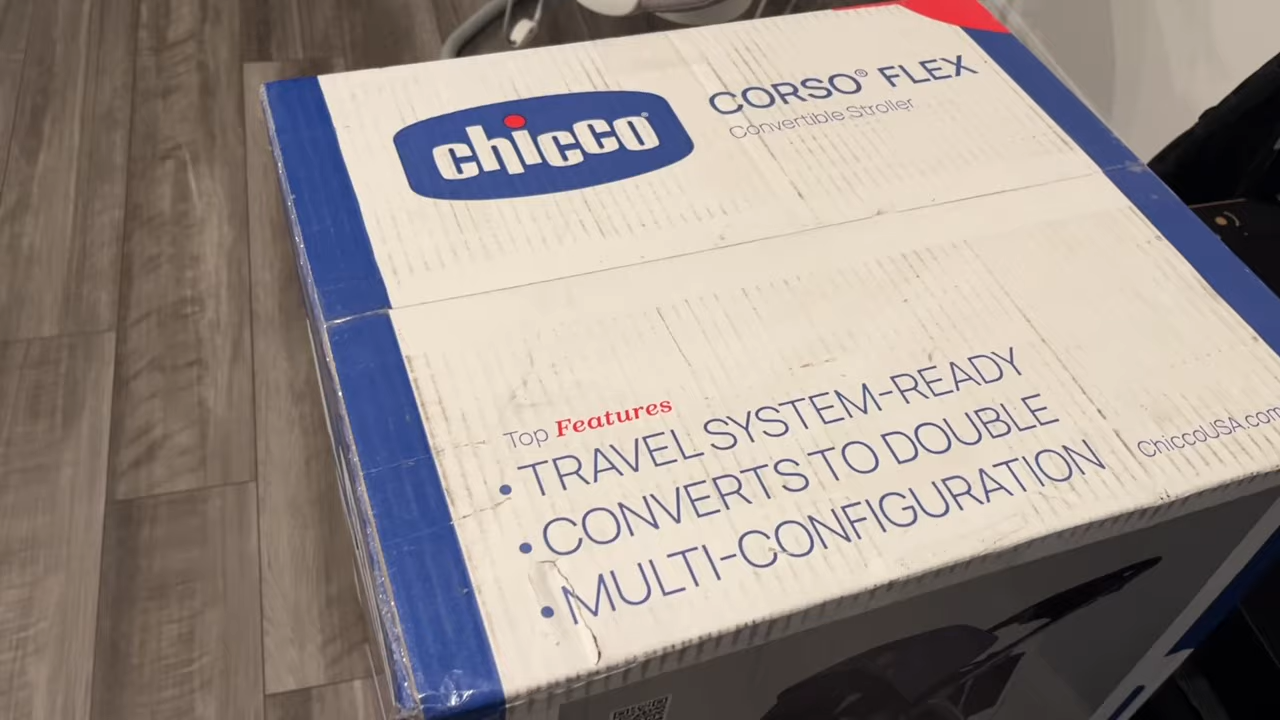 chicco®
CORSO® FLEX
Convertible Stroller
Top Features
• TRAVEL SYSTEM-READY
• CONVERTS TO DOUBLE
• MULTI-CONFIGURATION
ChiccoUSA.com